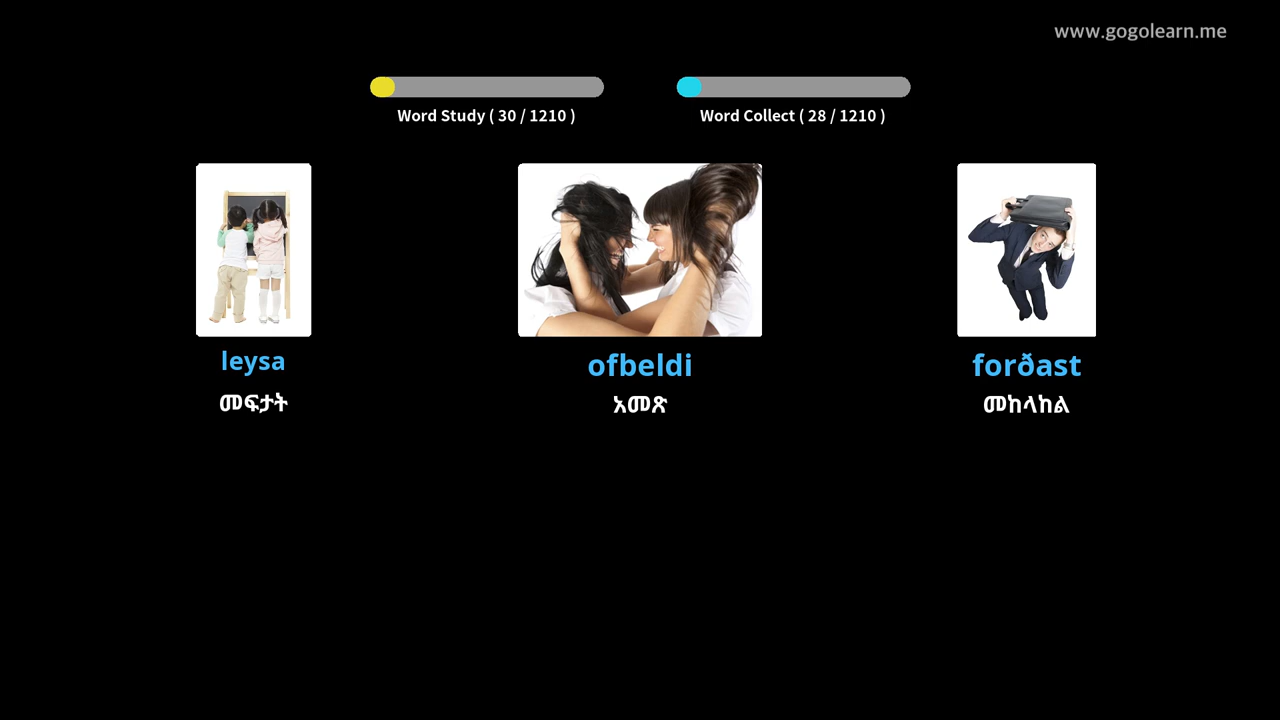 www.gogolearn.me
Word Study ( 30 / 1210 )
Word Collect ( 28 / 1210 )
leysa
ofbeldi
forðast
መፍታት
አመጽ
መከላከል